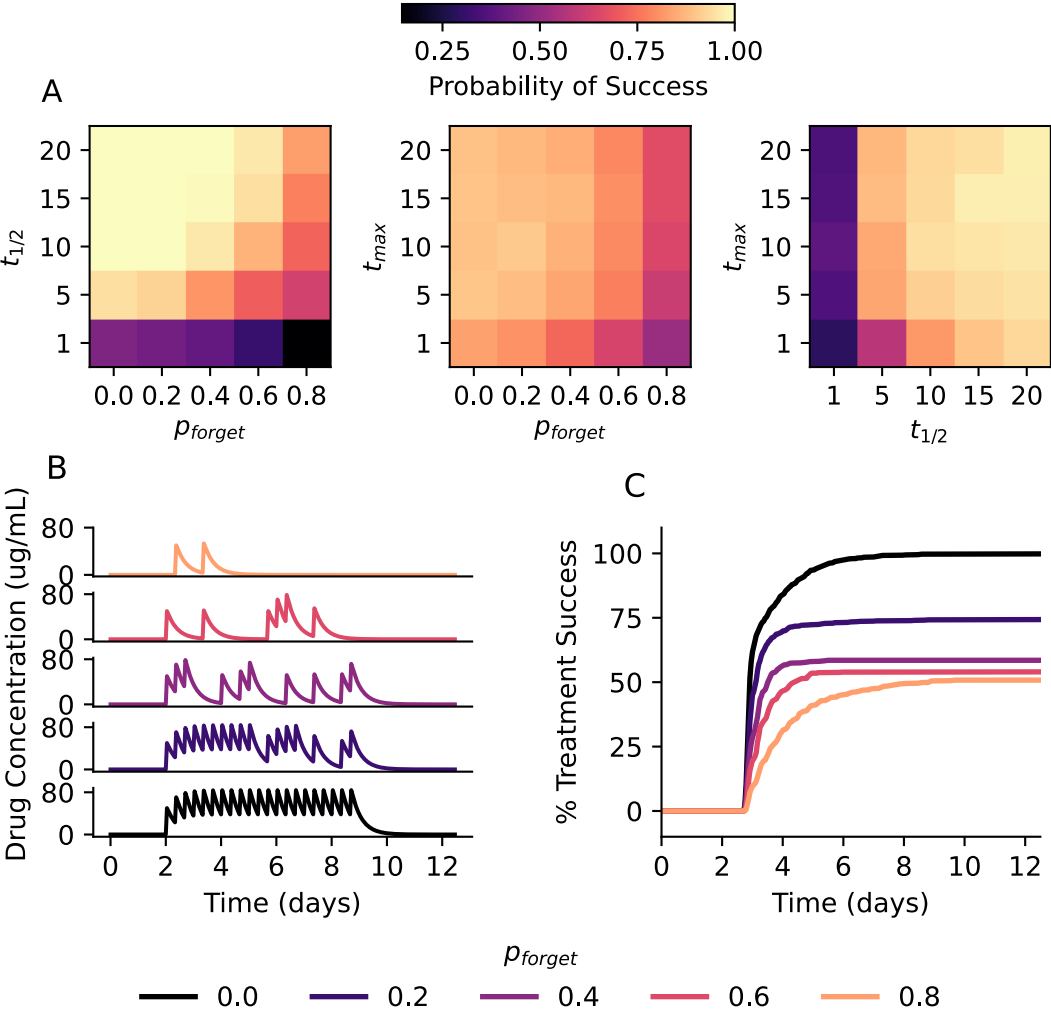 0.25 0.50 0.75 1.00
Probability of Success
A
20
15
10
5
1
t1/2
0.0 0.2 0.4 0.6 0.8
pforget
20
15
10
5
1
tmax
0.0 0.2 0.4 0.6 0.8
pforget
20
15
10
5
1
tmax
1 5 10 15 20
t1/2
B
Drug Concentration (ug/mL)
80
0
80
0
80
0
80
0
80
0
0 2 4 6 8 10 12
Time (days)
C
% Treatment Success
100
75
50
25
0
0 2 4 6 8 10 12
Time (days)
pforget
0.0 0.2 0.4 0.6 0.8